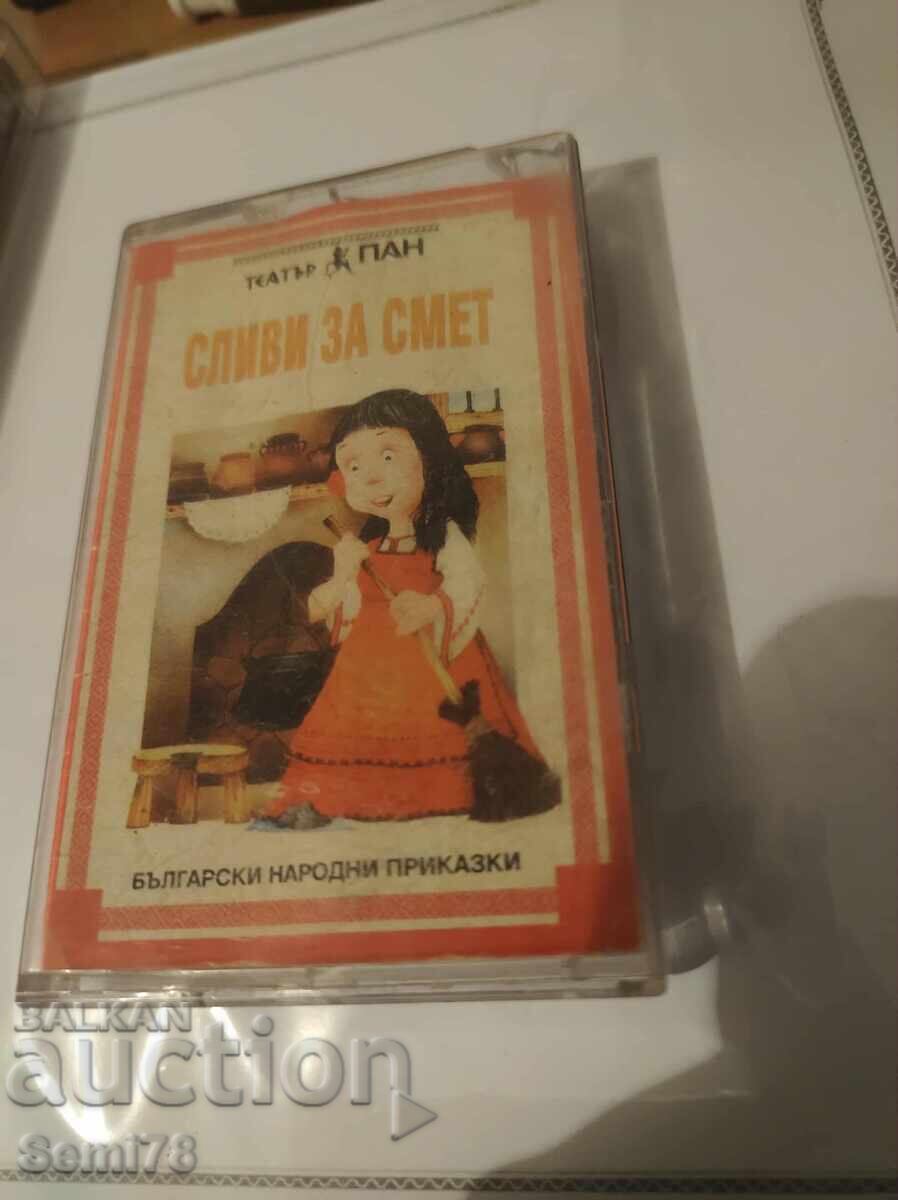 ТЕАТЪР ПАН
СЛИВИ ЗА СМЕТ
БЪЛГАРСКИ НАРОДНИ ПРИКАЗКИ
BALKAN
auction
Semi78